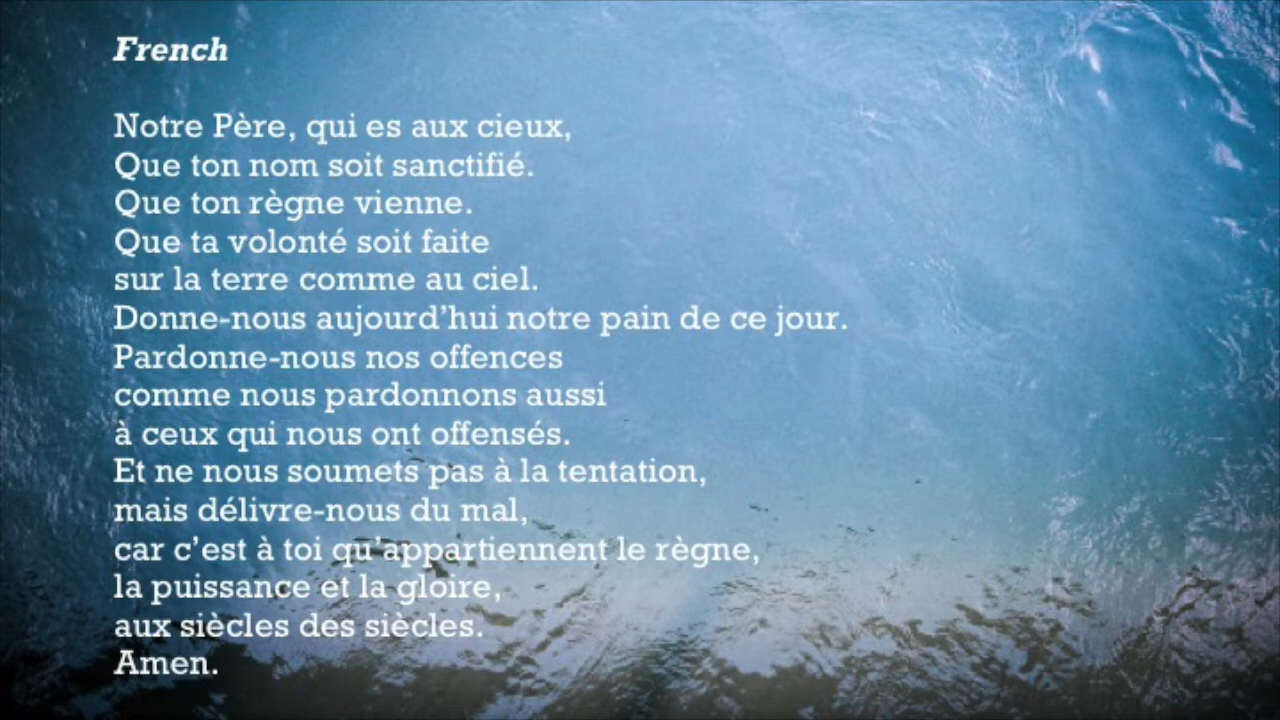 French
Notre Père, qui es aux cieux,
Que ton nom soit sanctifié.
Que ton règne vienne.
Que ta volonté soit faite
sur la terre comme au ciel.
Donne-nous aujourd’hui notre pain de ce jour.
Pardonne-nous nos offences
comme nous pardonnons aussi
à ceux qui nous ont offensés.
Et ne nous soumets pas à la tentation,
mais délivre-nous du mal,
car c’est à toi qu’appartiennent le règne,
la puissance et la gloire,
aux siècles des siècles.
Amen.